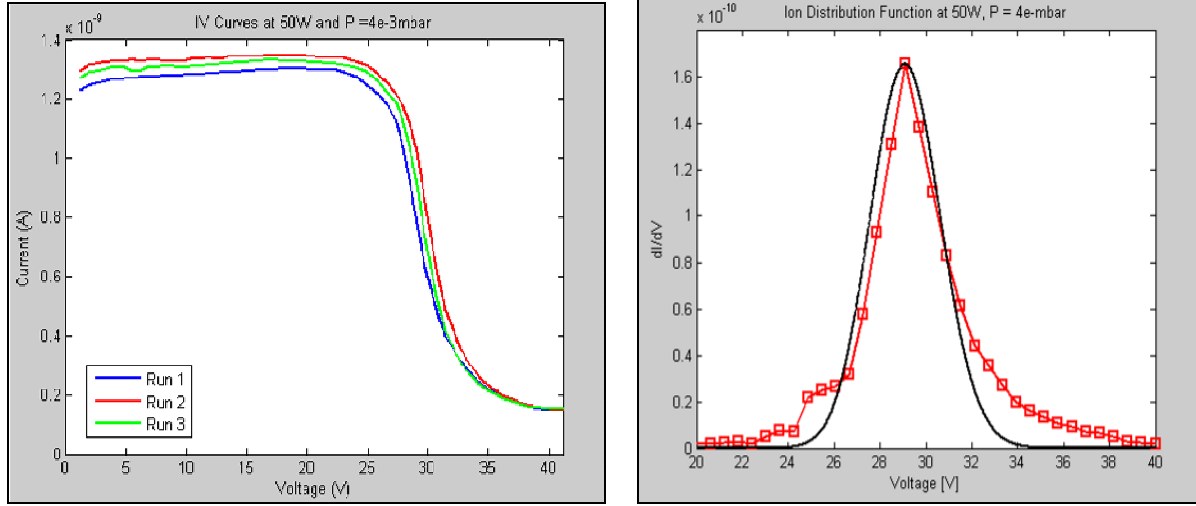 IV Curves at 50W and P =4e-3mbar
x 10⁻⁹
1.4
1.2
1
0.8
0.6
0.4
0.2
0
Current (A)
0 5 10 15 20 25 30 35 40
Voltage (V)
Run 1
Run 2
Run 3
Ion Distribution Function at 50W, P = 4e-mbar
x 10⁻¹⁰
1.6
1.4
1.2
1
0.8
0.6
0.4
0.2
0
dI/dV
20 22 24 26 28 30 32 34 36 38 40
Voltage [V]